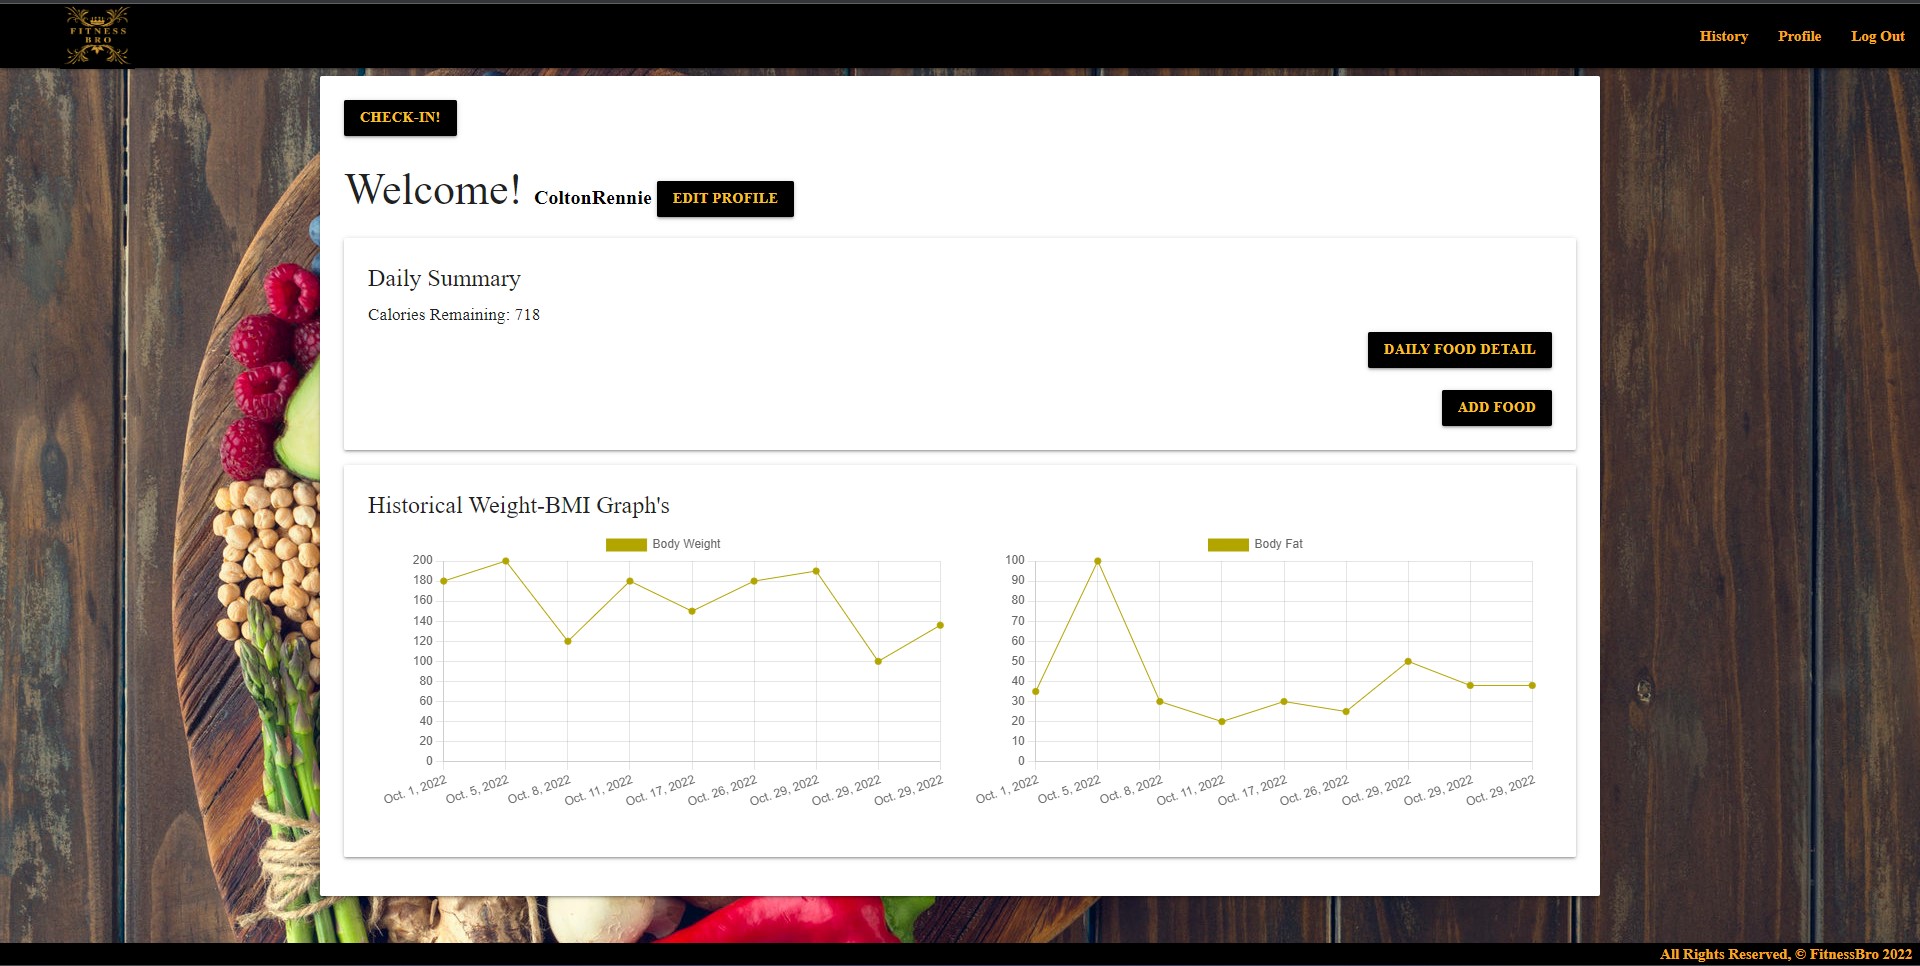 FITNESS
BRO
History
Profile
Log Out
CHECK-IN!
Welcome! ColtonRennie EDIT PROFILE
Daily Summary
Calories Remaining: 718
DAILY FOOD DETAIL
ADD FOOD
Historical Weight-BMI Graph's
Body Weight
200
180
160
140
120
100
80
60
40
20
0
Oct. 1, 2022
Oct. 5, 2022
Oct. 8, 2022
Oct. 11, 2022
Oct. 17, 2022
Oct. 26, 2022
Oct. 29, 2022
Oct. 29, 2022
Oct. 29, 2022
Body Fat
100
90
80
70
60
50
40
30
20
10
0
Oct. 1, 2022
Oct. 5, 2022
Oct. 8, 2022
Oct. 11, 2022
Oct. 17, 2022
Oct. 26, 2022
Oct. 29, 2022
Oct. 29, 2022
Oct. 29, 2022
All Rights Reserved, © FitnessBro 2022